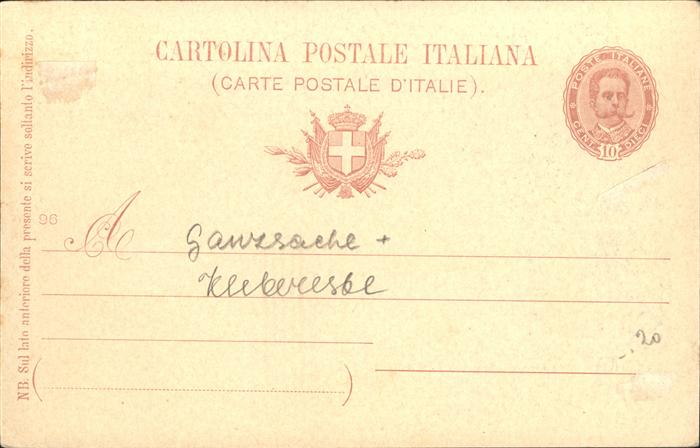 CARTOLINA POSTALE ITALIANA
(CARTE POSTALE D'ITALIE).
POSTE ITALIANE
CENT. 10 DIECI
NB. Sul lato anteriore della presente si scrive soltanto l'indirizzo.
96
A
Ganzsache +
Klebereste
-.20